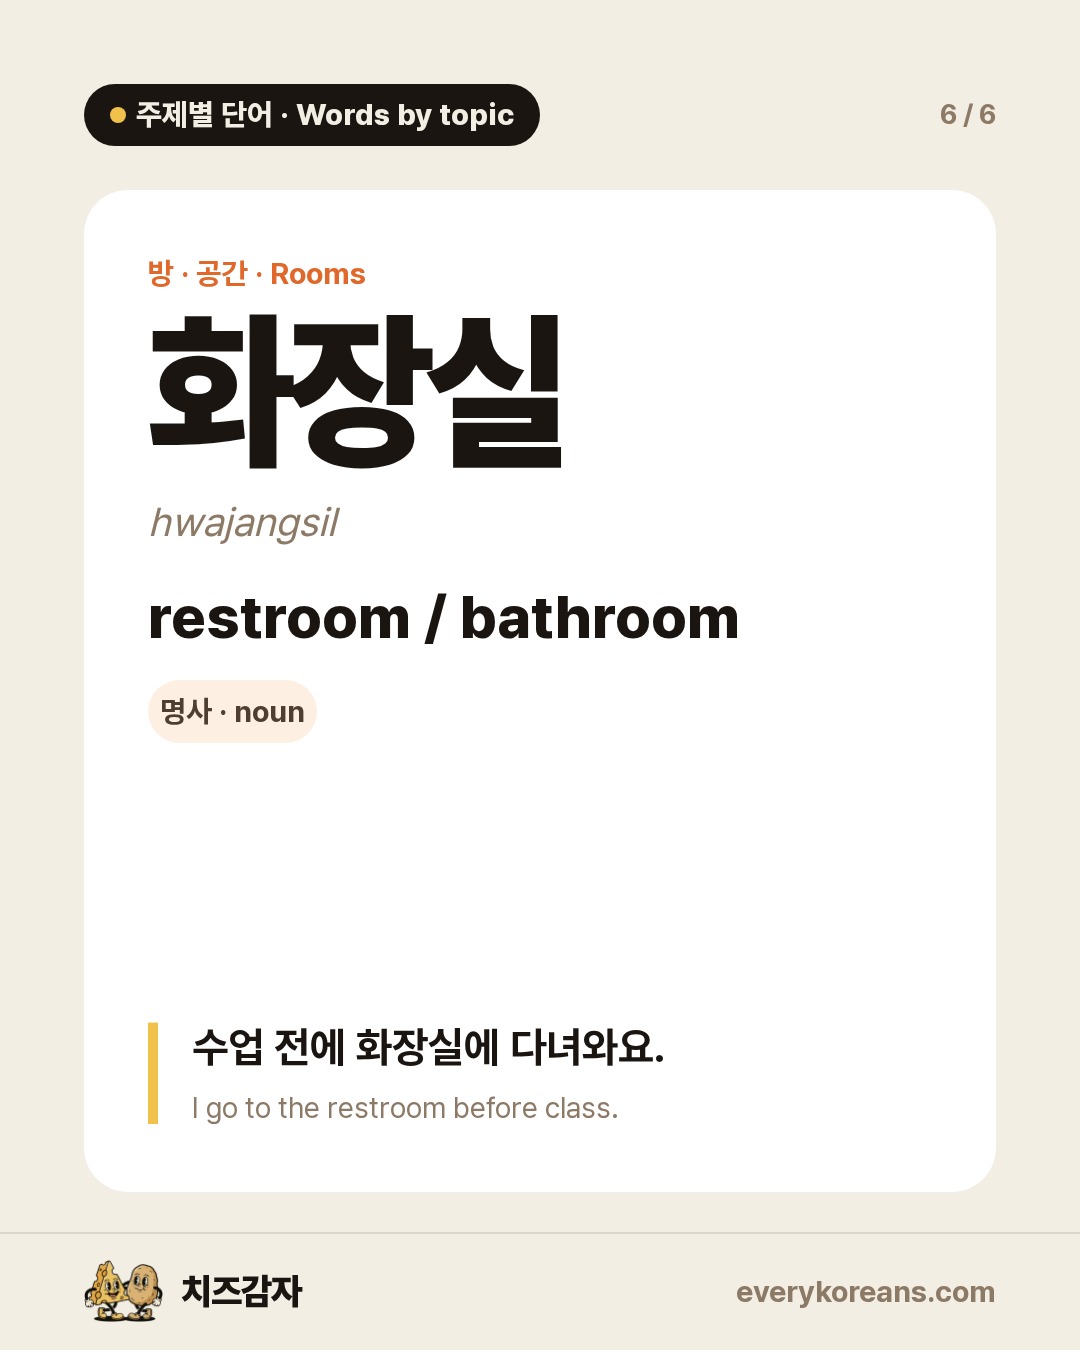 주제별 단어 · Words by topic
6 / 6
방 · 공간 · Rooms
화장실
hwajangsil
restroom / bathroom
명사 · noun
수업 전에 화장실에 다녀와요.
I go to the restroom before class.
치즈감자
everykoreans.com